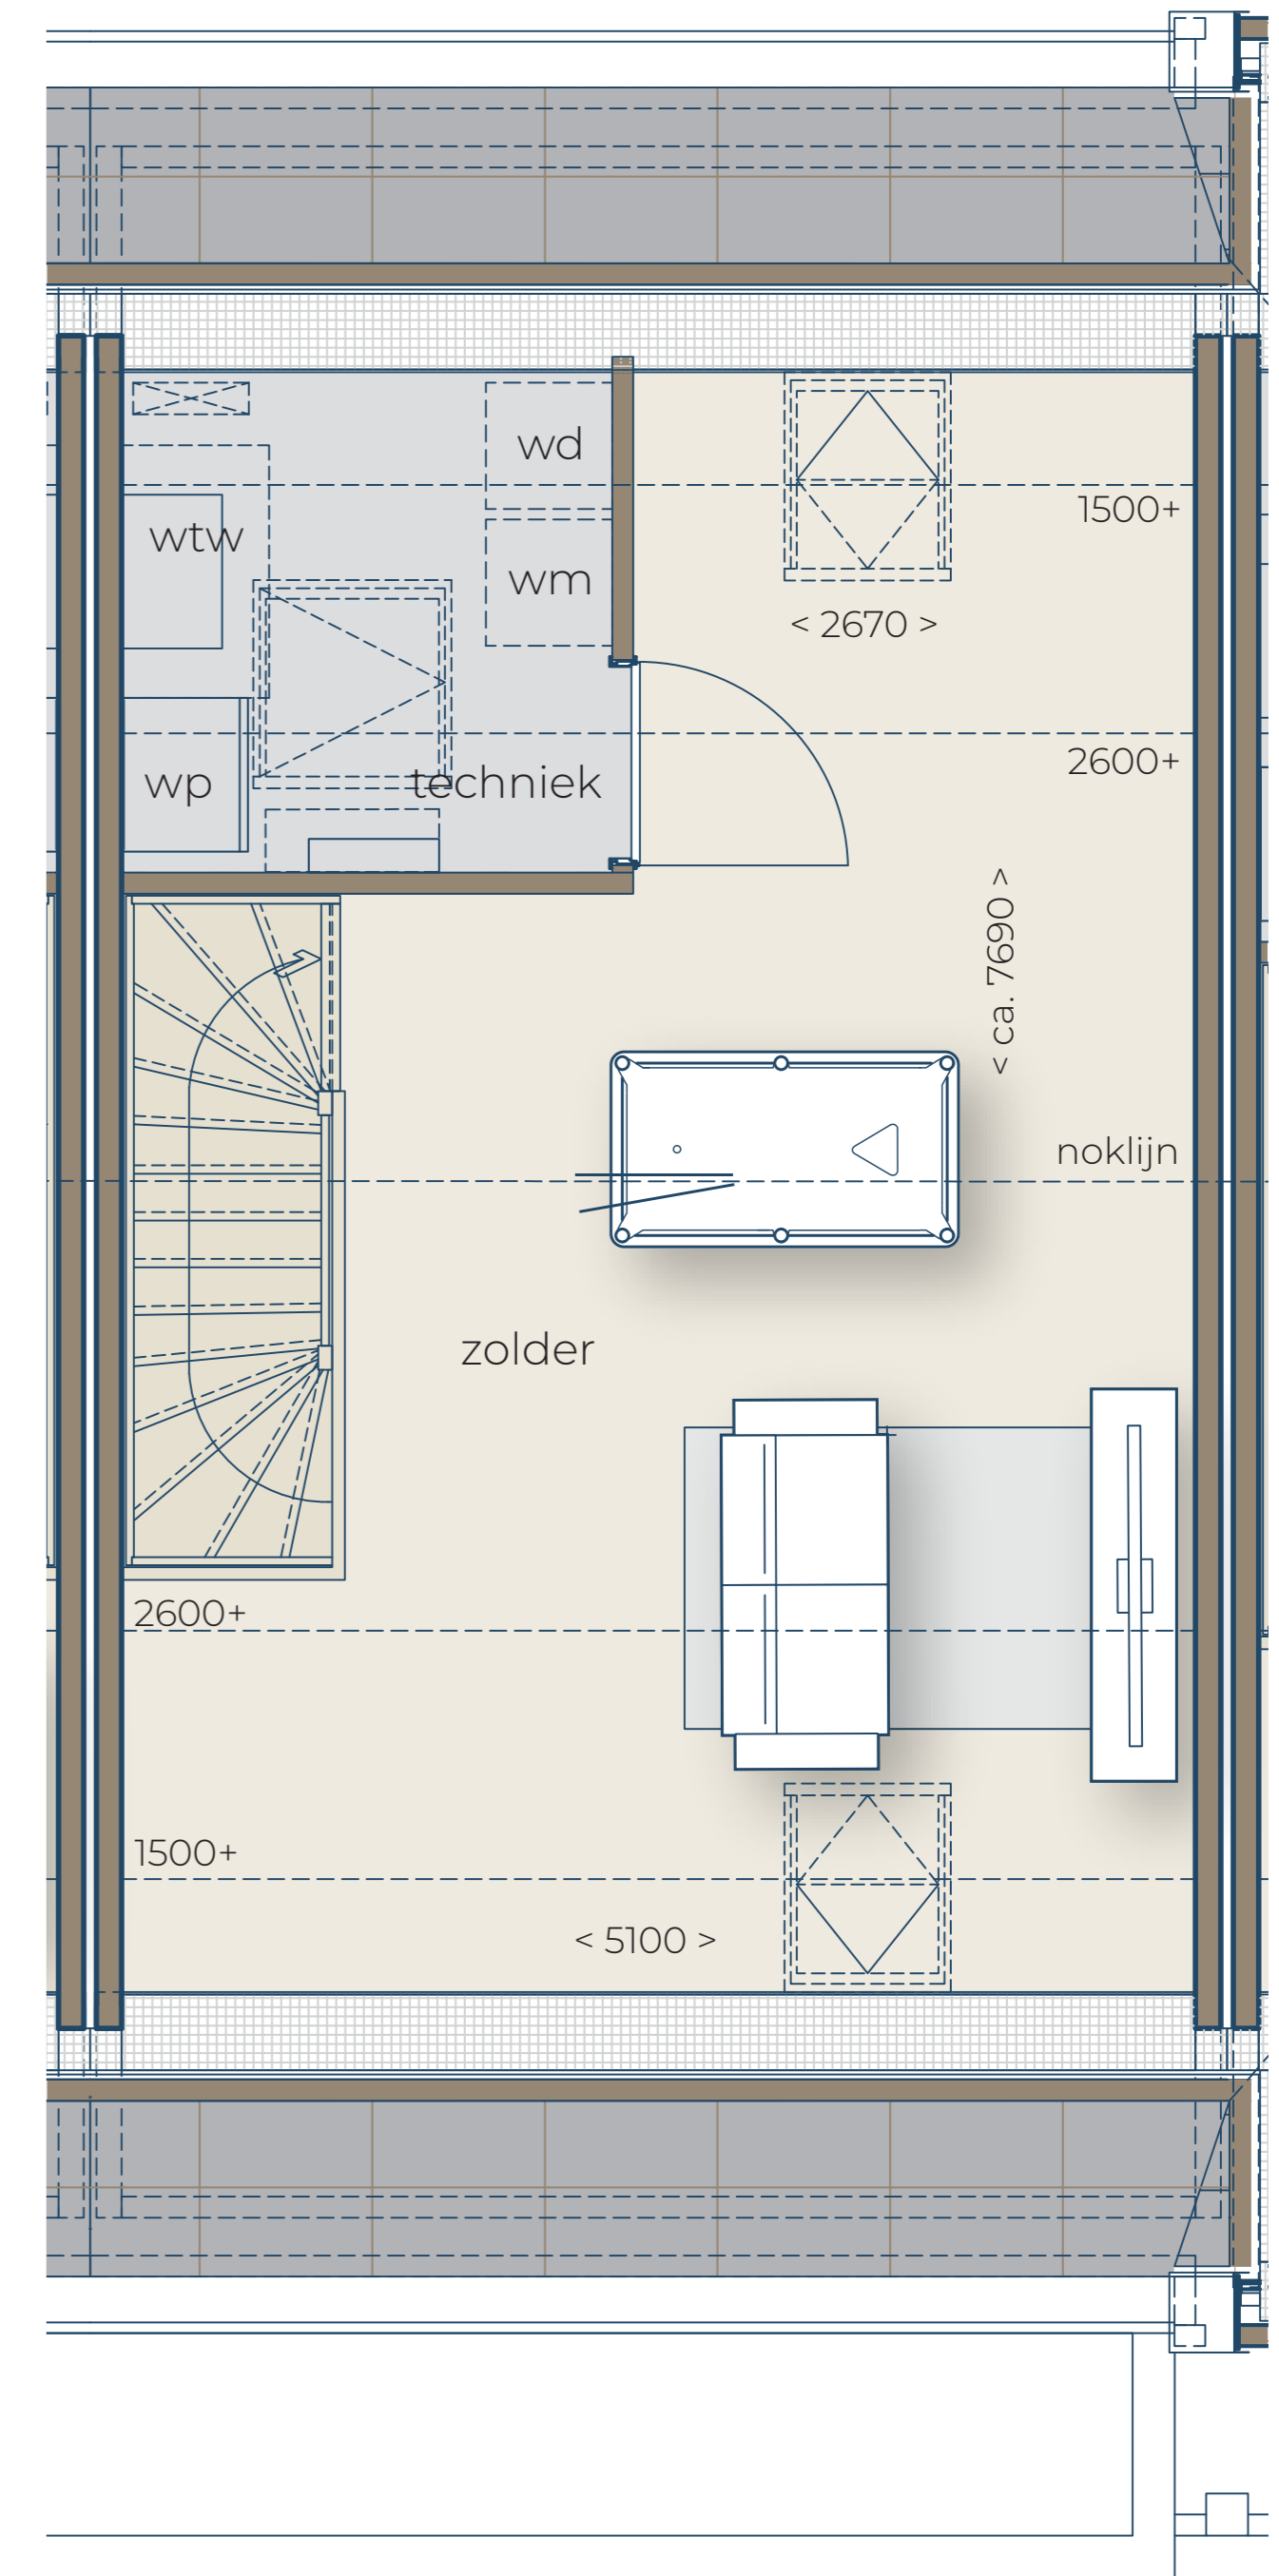 wd
1500+
wtw
wm
< 2670 >
2600+
wp
techniek
< ca. 7690 >
noklijn
zolder
2600+
1500+
< 5100 >